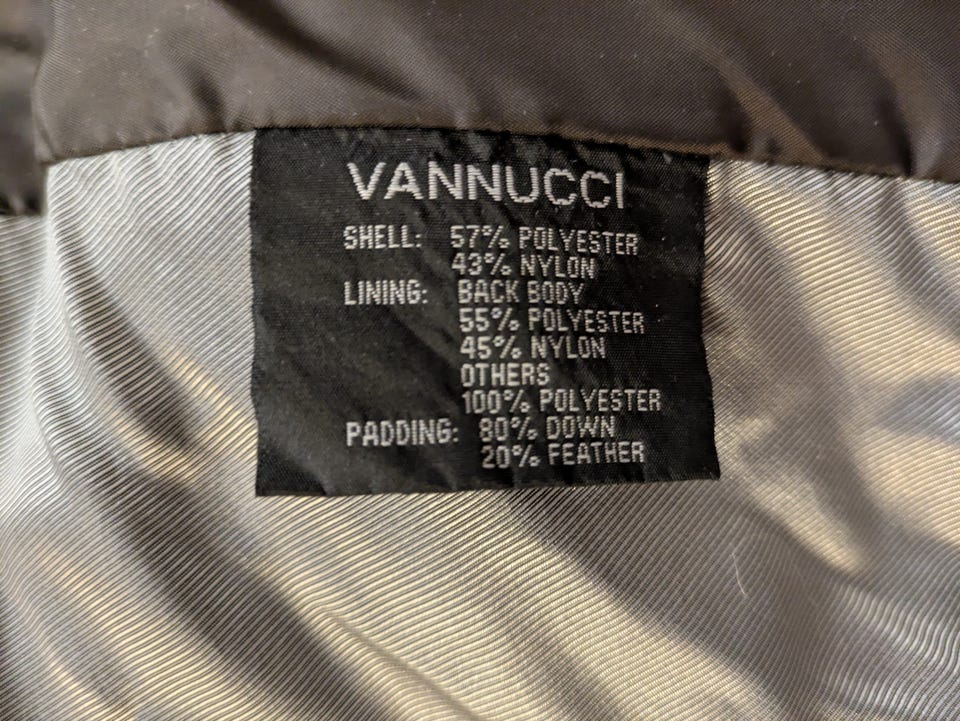 VANNUCCI
SHELL: 57% POLYESTER
43% NYLON
LINING: BACK BODY
55% POLYESTER
45% NYLON
OTHERS
100% POLYESTER
PADDING: 80% DOWN
20% FEATHER